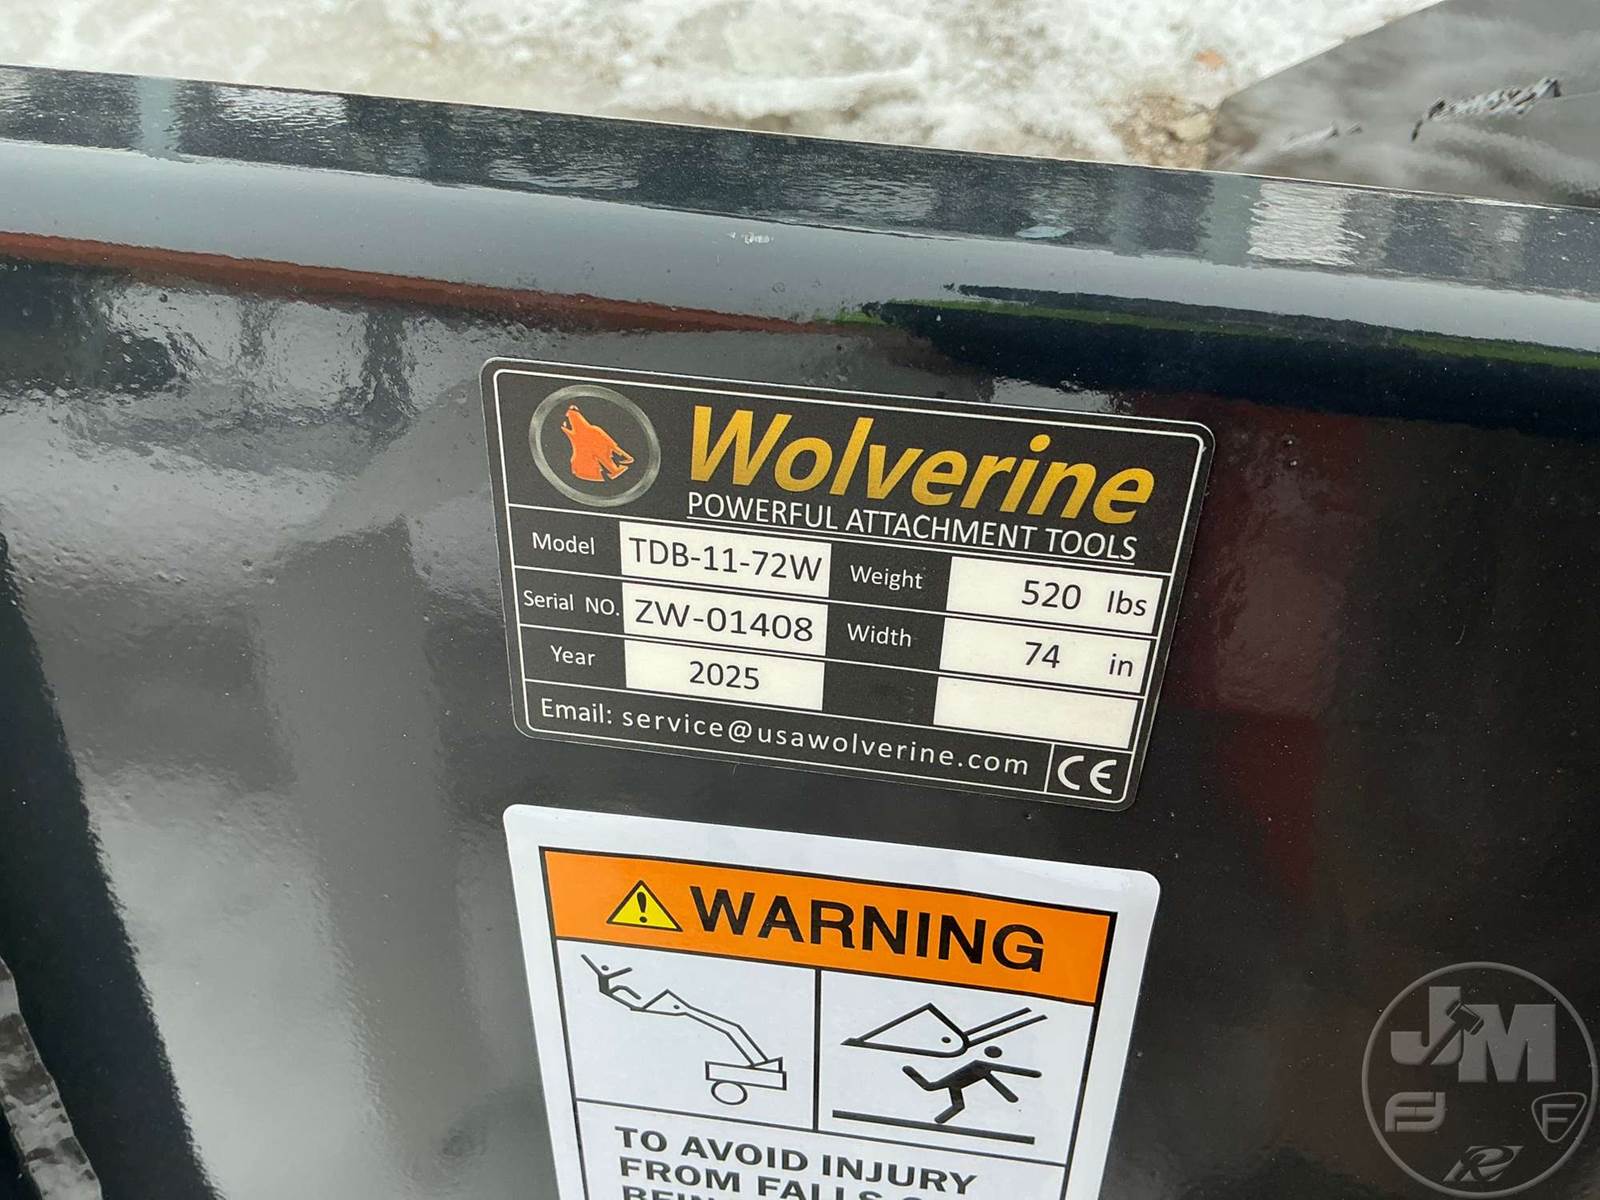 Wolverine
POWERFUL ATTACHMENT TOOLS
Model TDB-11-72W Weight 520 lbs
Serial NO. ZW-01408 Width 74 in
Year 2025
Email: service@usawolverine.com CE
WARNING
TO AVOID INJURY
FROM FALLS
JM